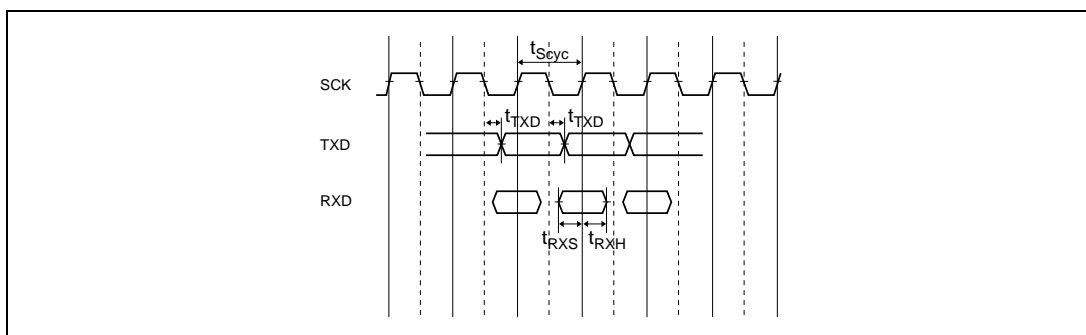 tScyc
SCK
tTXD tTXD
TXD
RXD
tRXS tRXH